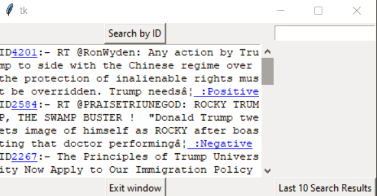 tk
Search by ID
ID4201:- RT @RonWyden: Any action by Tru
mp to side with the Chinese regime over
the protection of inalienable rights mus
t be overridden. Trump needsâ¦ :Positive
ID2584:- RT @PRAISETRIUNEGOD: ROCKY TRUM
P, THE SWAMP BUSTER ! "Donald Trump twe
ets image of himself as ROCKY after boas
ting that doctor performingâ¦ :Negative
ID2267:- The Principles of Trump Univers
ity Now Apply to Our Immigration Policy
Exit window
Last 10 Search Results